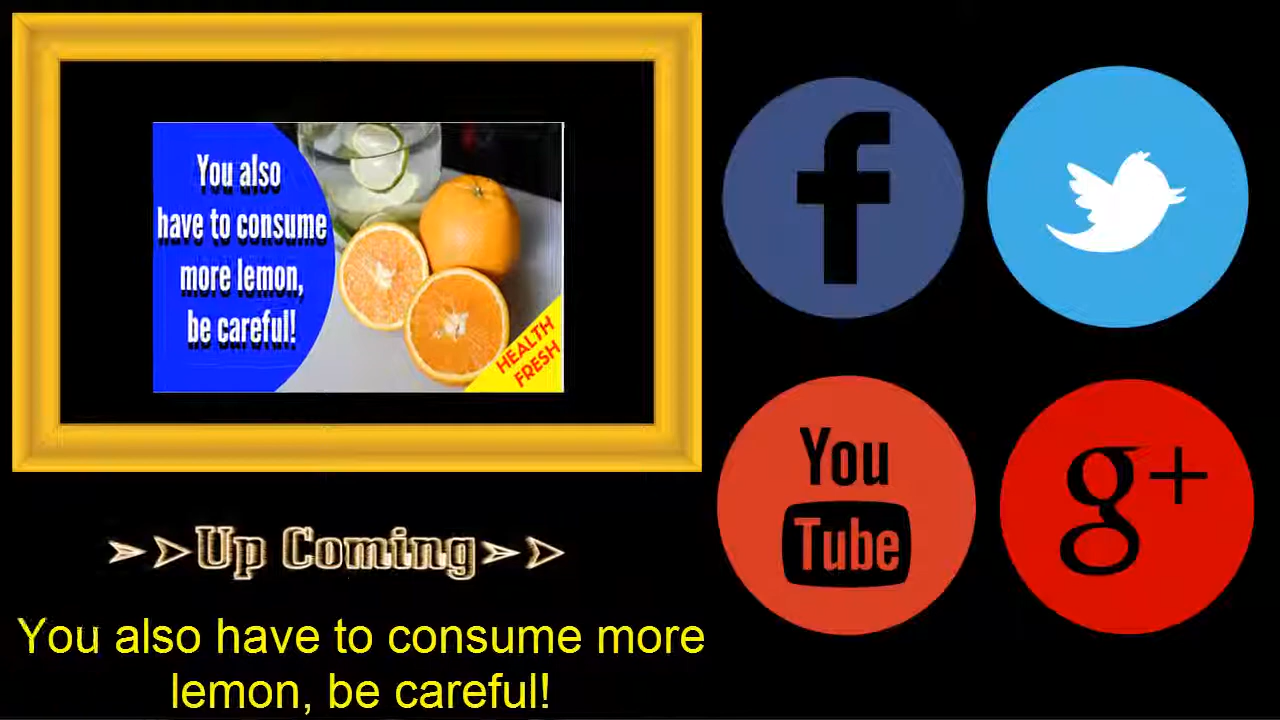 You also
have to consume
more lemon,
be careful!
HEALTH
FRESH
f
You
Tube
g+
Up Coming
You also have to consume more
lemon, be careful!